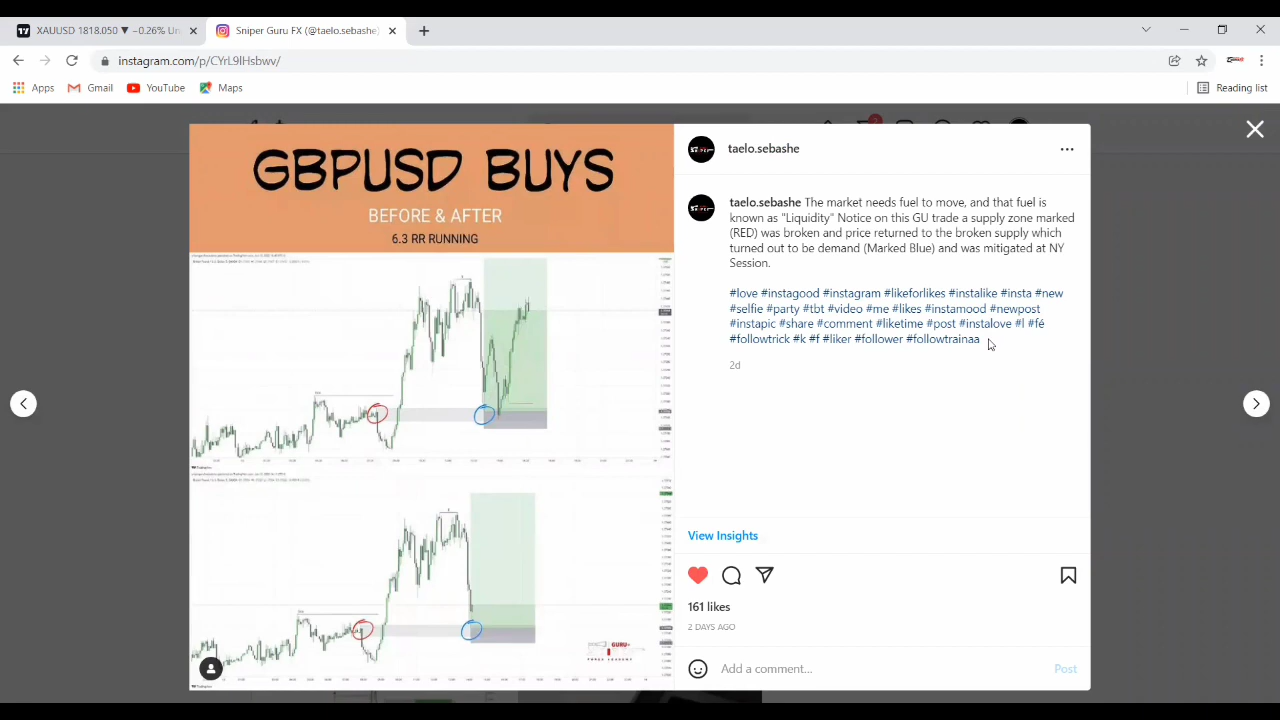 XAUUSD 1818.050 ▼ −0.26% Un
Sniper Guru FX (@taelo.sebashe)
instagram.com/p/CYrL9lHsbwv/
Apps
Gmail
YouTube
Maps
Reading list
GBPUSD BUYS
BEFORE & AFTER
6.3 RR RUNNING
GURU
FOREX ACADEMY
taelo.sebashe
taelo.sebashe The market needs fuel to move, and that fuel is
known as "Liquidity" Notice on this GU trade a supply zone marked
(RED) was broken and price returned to the broken supply which
turned out to be demand (Marked Blue) and was mitigated at NY
Session.
#love #instagood #instagram #likeforlikes #instalike #insta #new
#selfie #party #tbt #video #me #likes #instamood #newpost
#instapic #share #comment #liketime #post #instalove #l #fé
#followtrick #k #f #liker #follower #followtrainaa
2d
View Insights
161 likes
2 DAYS AGO
Add a comment...
Post